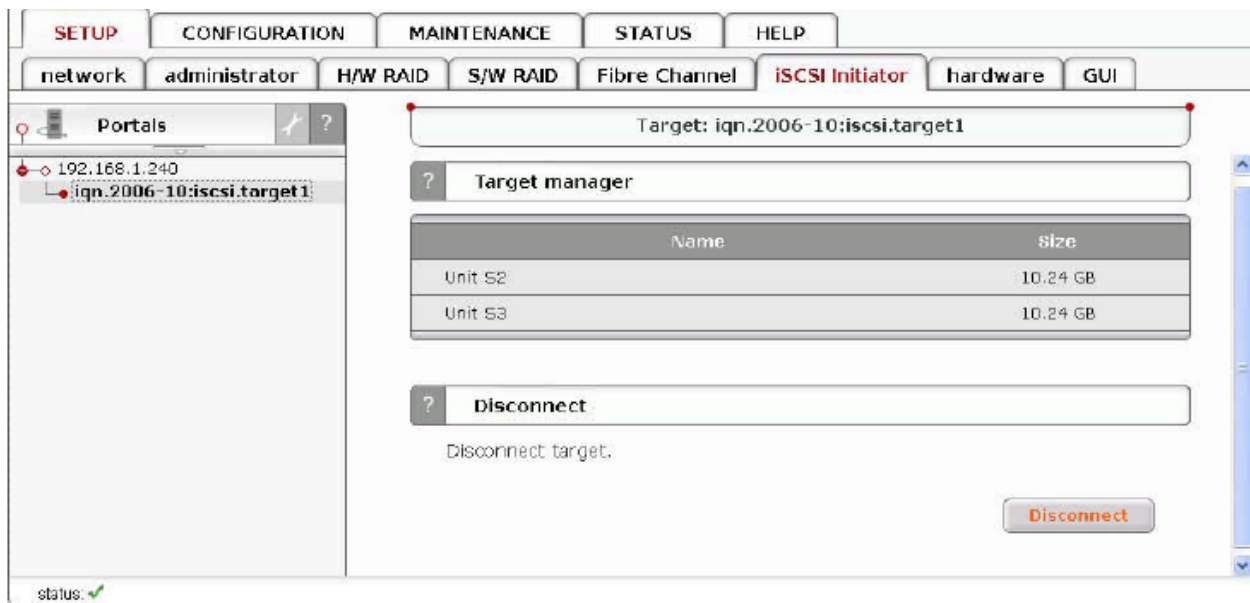 SETUP CONFIGURATION MAINTENANCE STATUS HELP
network administrator H/W RAID S/W RAID Fibre Channel iSCSI Initiator hardware GUI
Portals ?
192.168.1.240
iqn.2006-10:iscsi.target1
Target: iqn.2006-10:iscsi.target1
? Target manager
Name Size
Unit S2 10.24 GB
Unit S3 10.24 GB
? Disconnect
Disconnect target.
Disconnect
status: